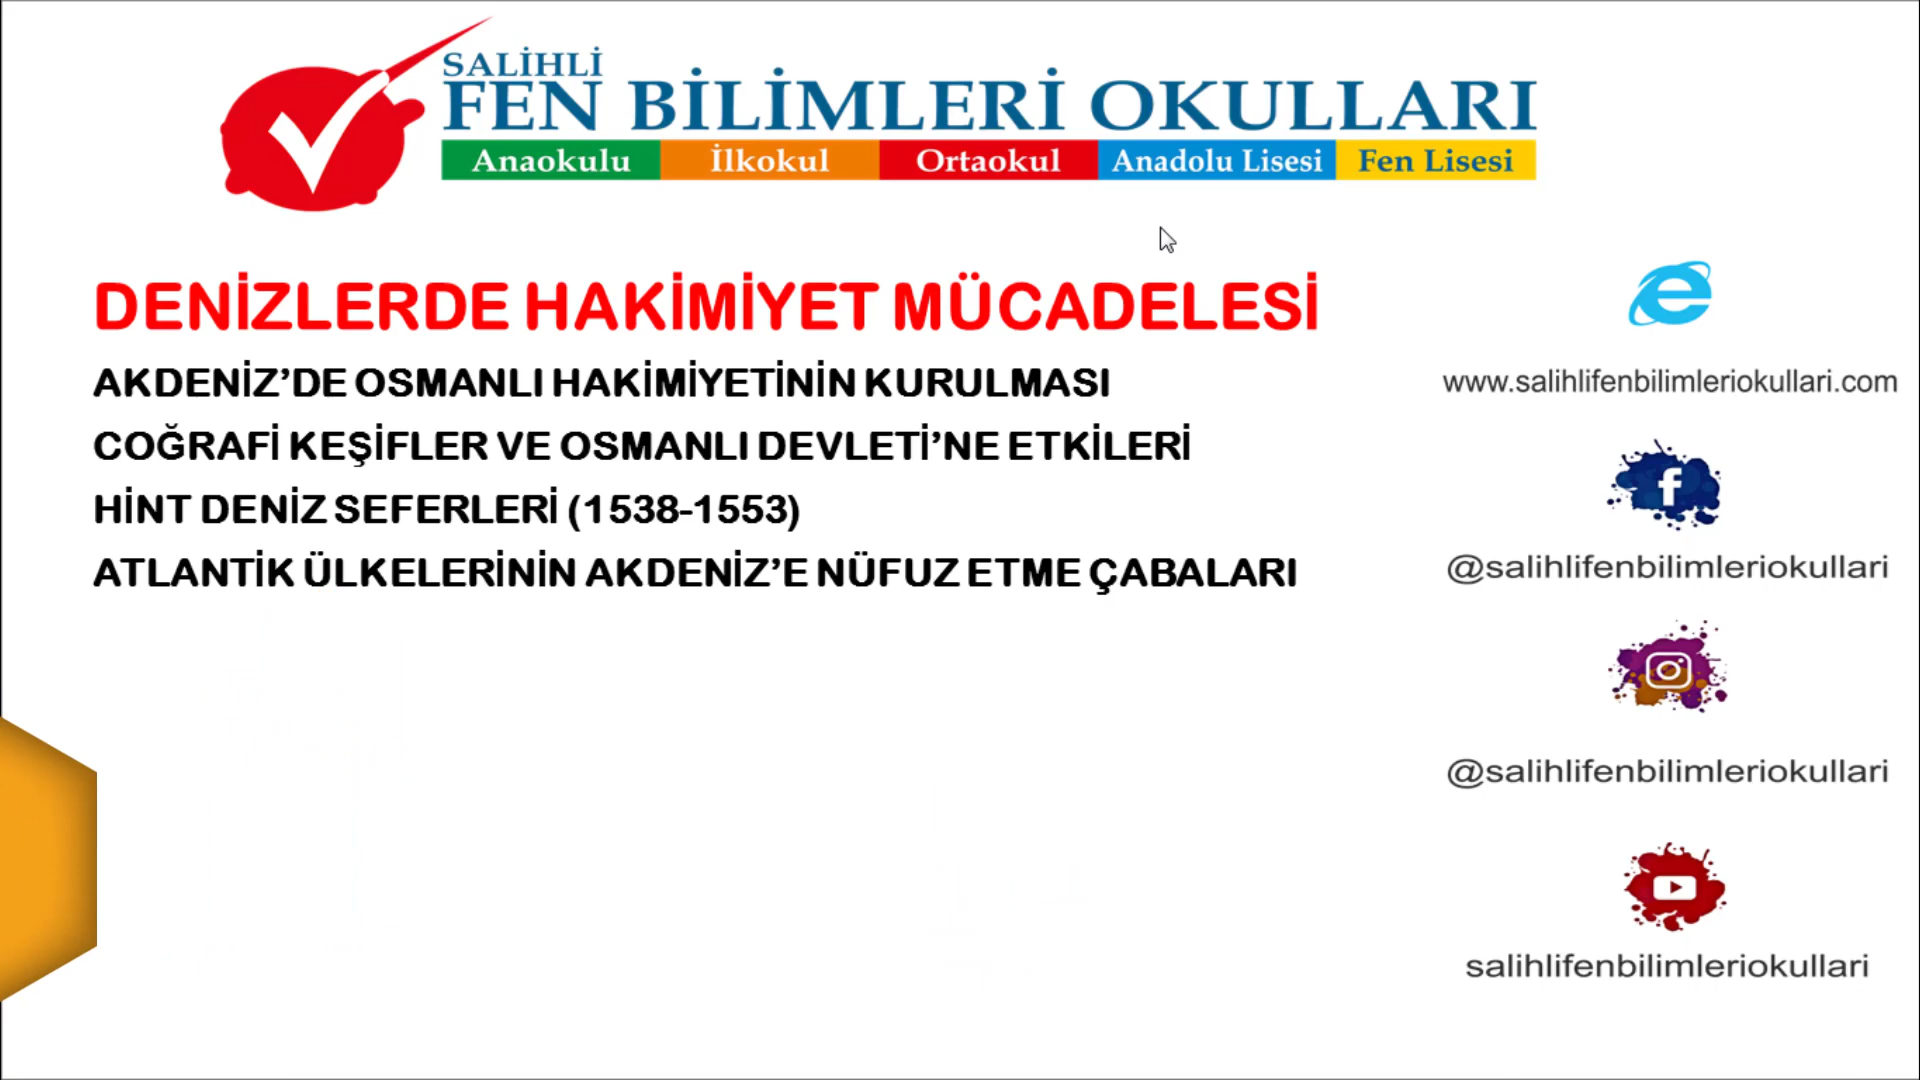 SALİHLİ
FEN BİLİMLERİ OKULLARI
Anaokulu İlkokul Ortaokul Anadolu Lisesi Fen Lisesi
DENİZLERDE HAKİMİYET MÜCADELESİ
AKDENİZ’DE OSMANLI HAKİMİYETİNİN KURULMASI
COĞRAFİ KEŞİFLER VE OSMANLI DEVLETİ’NE ETKİLERİ
HİNT DENİZ SEFERLERİ (1538-1553)
ATLANTİK ÜLKELERİNİN AKDENİZ’E NÜFUZ ETME ÇABALARI
www.salihlifenbilimleriokullari.com
@salihlifenbilimleriokullari
@salihlifenbilimleriokullari
salihlifenbilimleriokullari